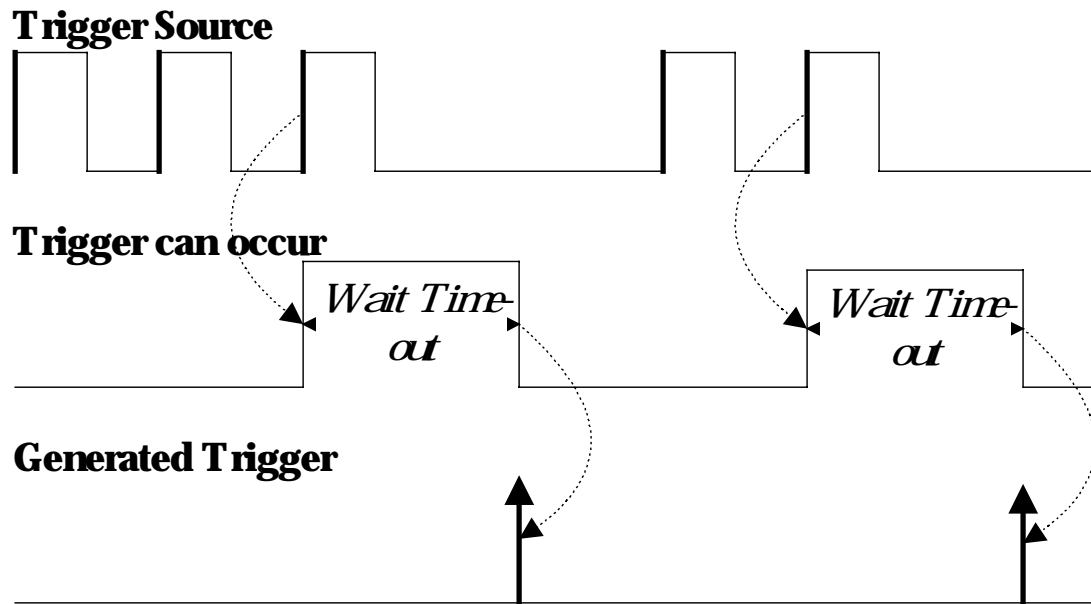 Trigger Source
Trigger can occur
Wait Time-
out
Wait Time-
out
Generated Trigger